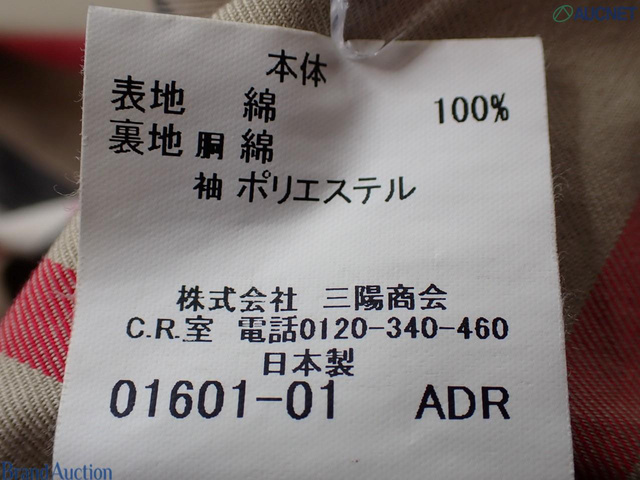 AUCNET
本体
表地 綿 100%
裏地 胴 綿
袖 ポリエステル
株式会社 三陽商会
C.R.室 電話0120-340-460
日本製
01601-01 ADR
Brand Auction